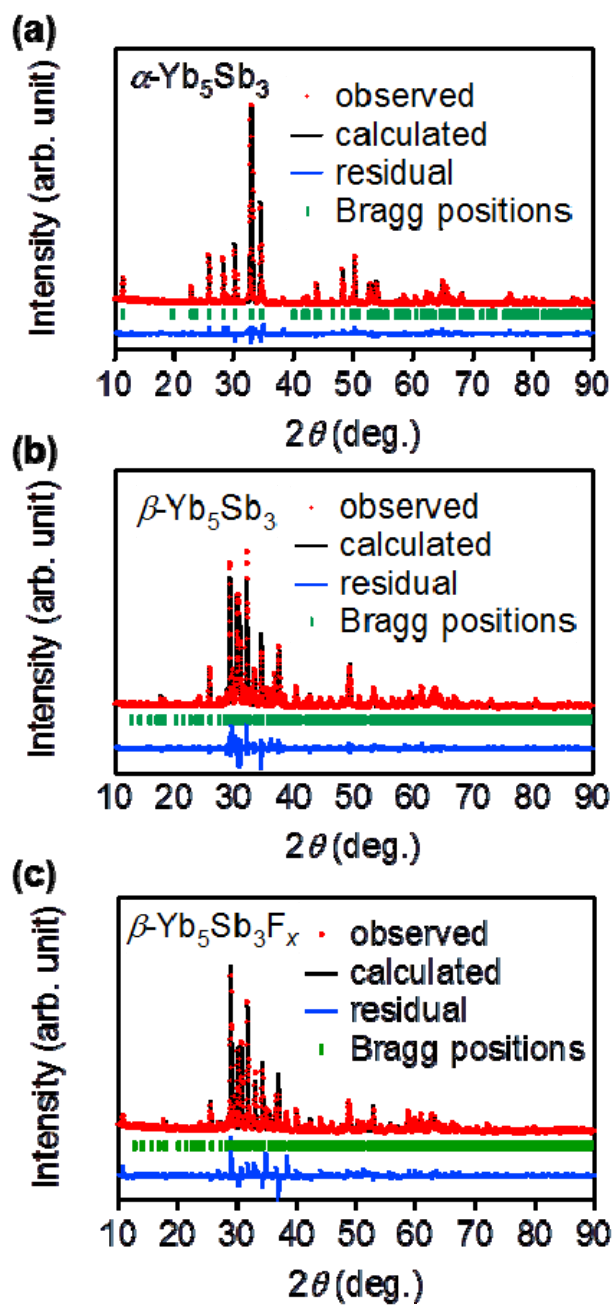 (a)
α-Yb₅Sb₃
observed
calculated
residual
Bragg positions
Intensity (arb. unit)
10 20 30 40 50 60 70 80 90
2θ (deg.)
(b)
β-Yb₅Sb₃
observed
calculated
residual
Bragg positions
Intensity (arb. unit)
10 20 30 40 50 60 70 80 90
2θ (deg.)
(c)
β-Yb₅Sb₃Fₓ
observed
calculated
residual
Bragg positions
Intensity (arb. unit)
10 20 30 40 50 60 70 80 90
2θ (deg.)